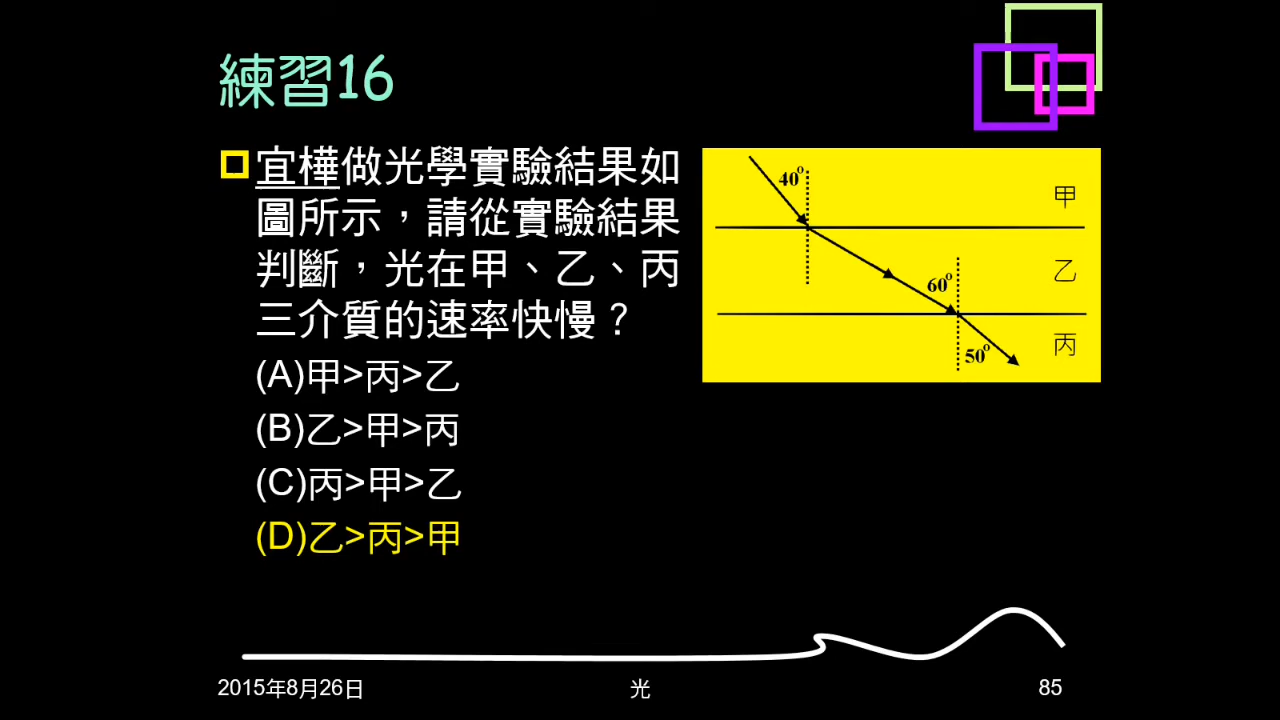 練習16
宜樺做光學實驗結果如
圖所示，請從實驗結果
判斷，光在甲、乙、丙
三介質的速率快慢？
(A)甲>丙>乙
(B)乙>甲>丙
(C)丙>甲>乙
(D)乙>丙>甲
40°
甲
乙
60°
丙
50°
2015年8月26日
光
85